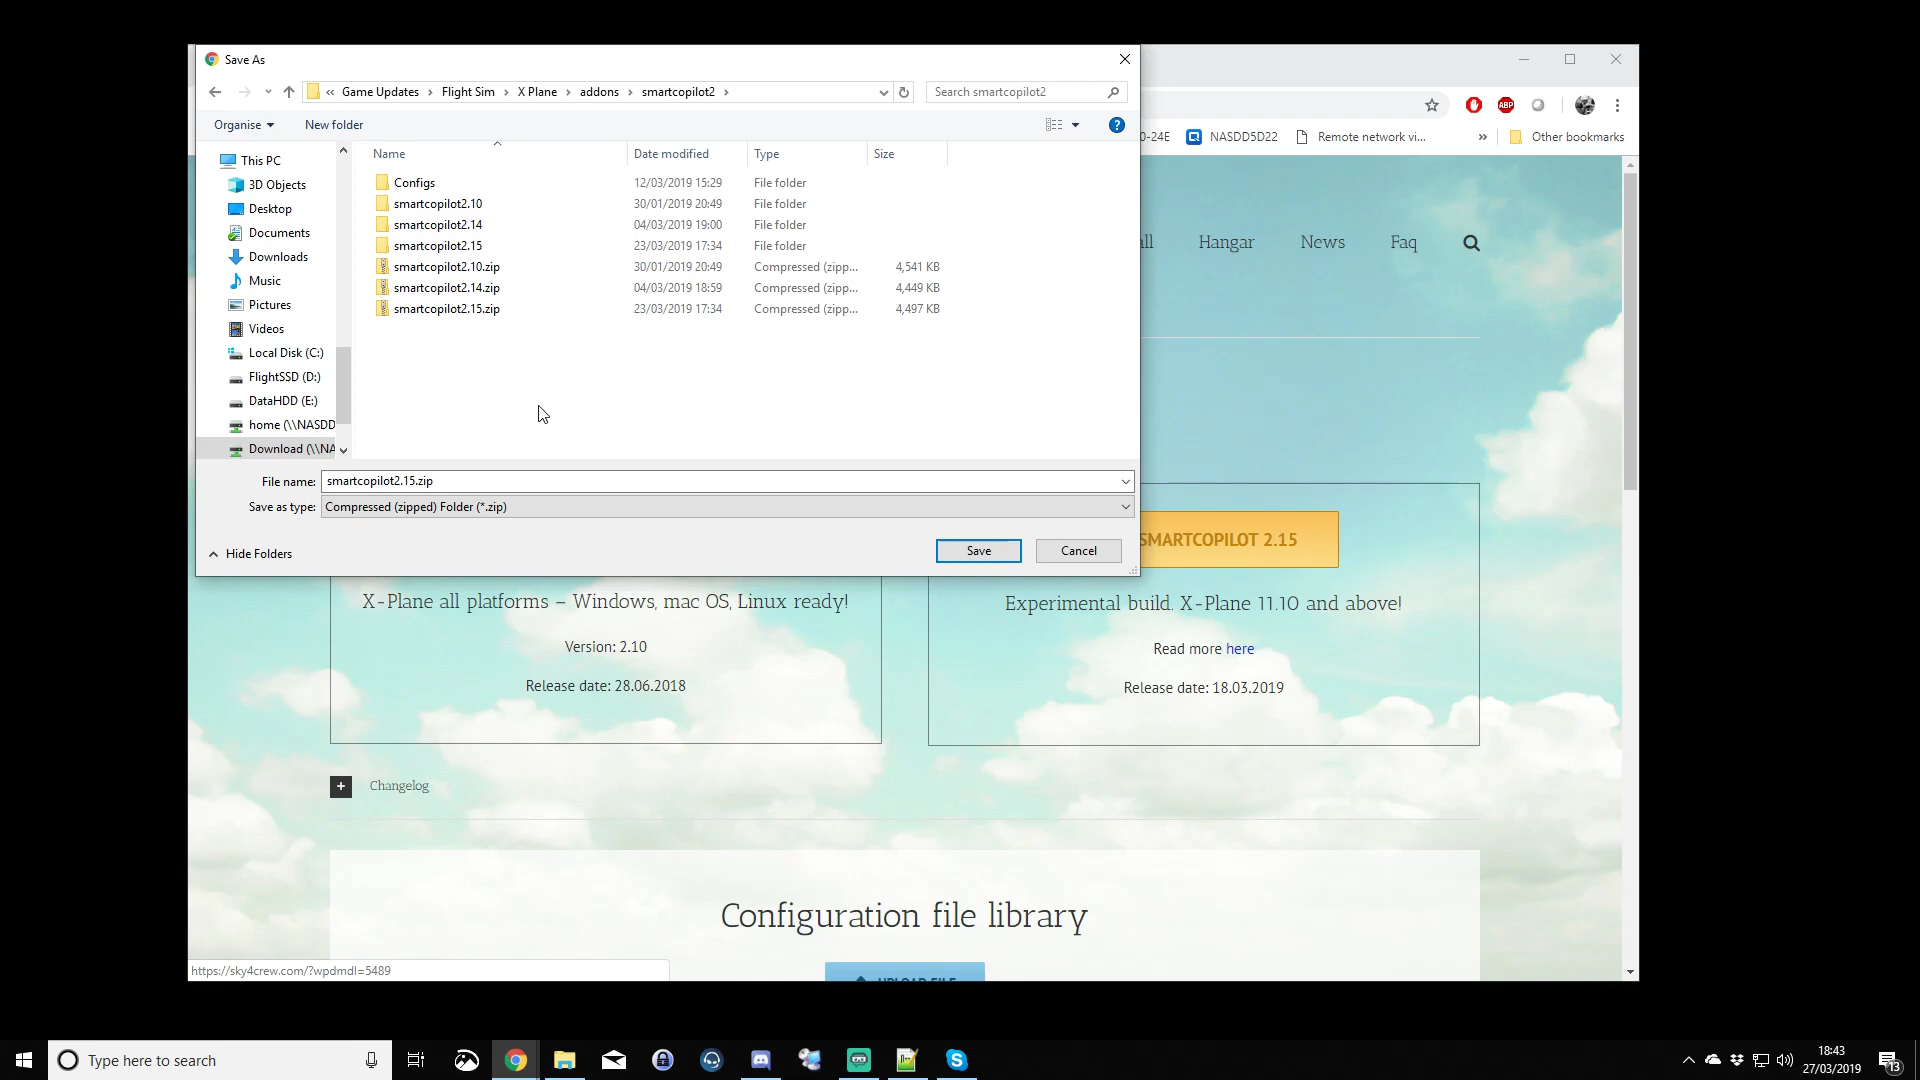 Save As
« Game Updates › Flight Sim › X Plane › addons › smartcopilot2 ›
Search smartcopilot2
Organise
New folder
?
Name
Date modified
Type
Size
This PC
3D Objects
Desktop
Documents
Downloads
Music
Pictures
Videos
Local Disk (C:)
FlightSSD (D:)
DataHDD (E:)
home (\\NASDD
Download (\\NA
Configs 12/03/2019 15:29 File folder
smartcopilot2.10 30/01/2019 20:49 File folder
smartcopilot2.14 04/03/2019 19:00 File folder
smartcopilot2.15 23/03/2019 17:34 File folder
smartcopilot2.10.zip 30/01/2019 20:49 Compressed (zipp... 4,541 KB
smartcopilot2.14.zip 04/03/2019 18:59 Compressed (zipp... 4,449 KB
smartcopilot2.15.zip 23/03/2019 17:34 Compressed (zipp... 4,497 KB
File name: smartcopilot2.15.zip
Save as type: Compressed (zipped) Folder (*.zip)
Hide Folders
Save
Cancel
ABP
0-24E
NASDD5D22
Remote network vi...
»
Other bookmarks
all
Hangar
News
Faq
SMARTCOPILOT 2.15
X-Plane all platforms – Windows, mac OS, Linux ready!
Version: 2.10
Release date: 28.06.2018
Experimental build. X-Plane 11.10 and above!
Read more here
Release date: 18.03.2019
+ Changelog
Configuration file library
UPLOAD FILE
https://sky4crew.com/?wpdmdl=5489
Type here to search
18:43
27/03/2019
13